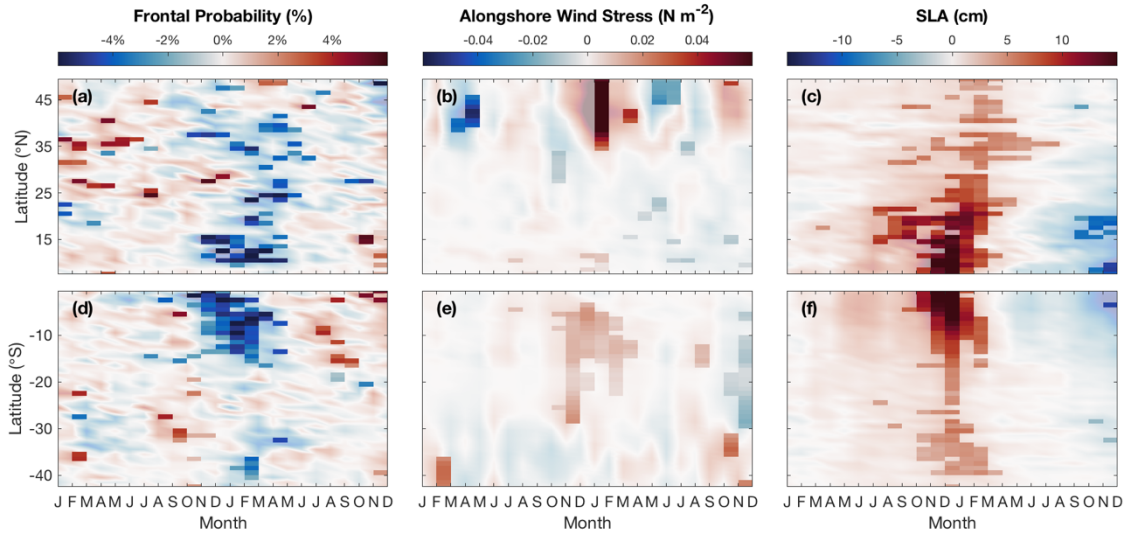 Frontal Probability (%) Alongshore Wind Stress (N m⁻²) SLA (cm)
-4% -2% 0 2% 4% -0.04 -0.02 0 0.02 0.04 -10 -5 0 5 10
(a) (b) (c)
45
35
25
15
Latitude (°N)
(d) (e) (f)
-10
-20
-30
-40
Latitude (°S)
J F M A M J J A S O N D J F M A M J J A S O N D J F M A M J J A S O N D J F M A M J J A S O N D J F M A M J J A S O N D J F M A M J J A S O N D
Month Month Month